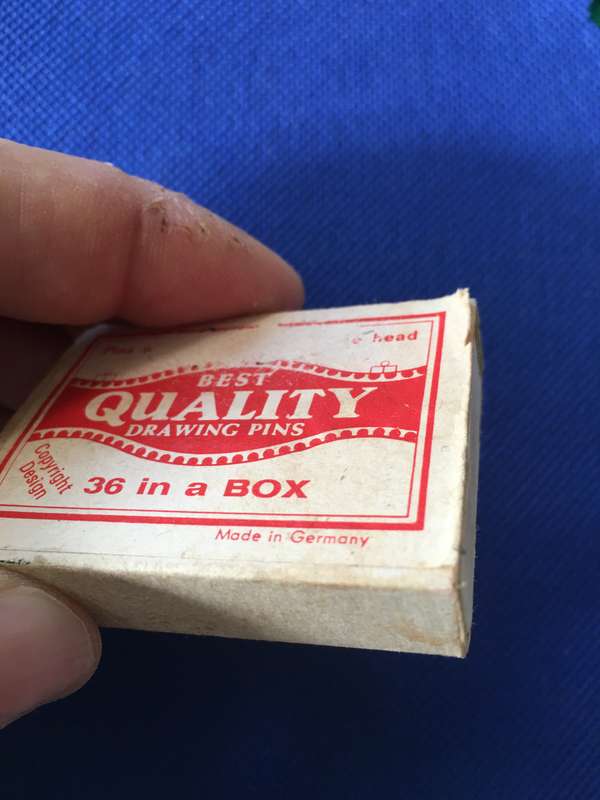 head
BEST
QUALITY
DRAWING PINS
Copyright
Design
36 in a BOX
Made in Germany